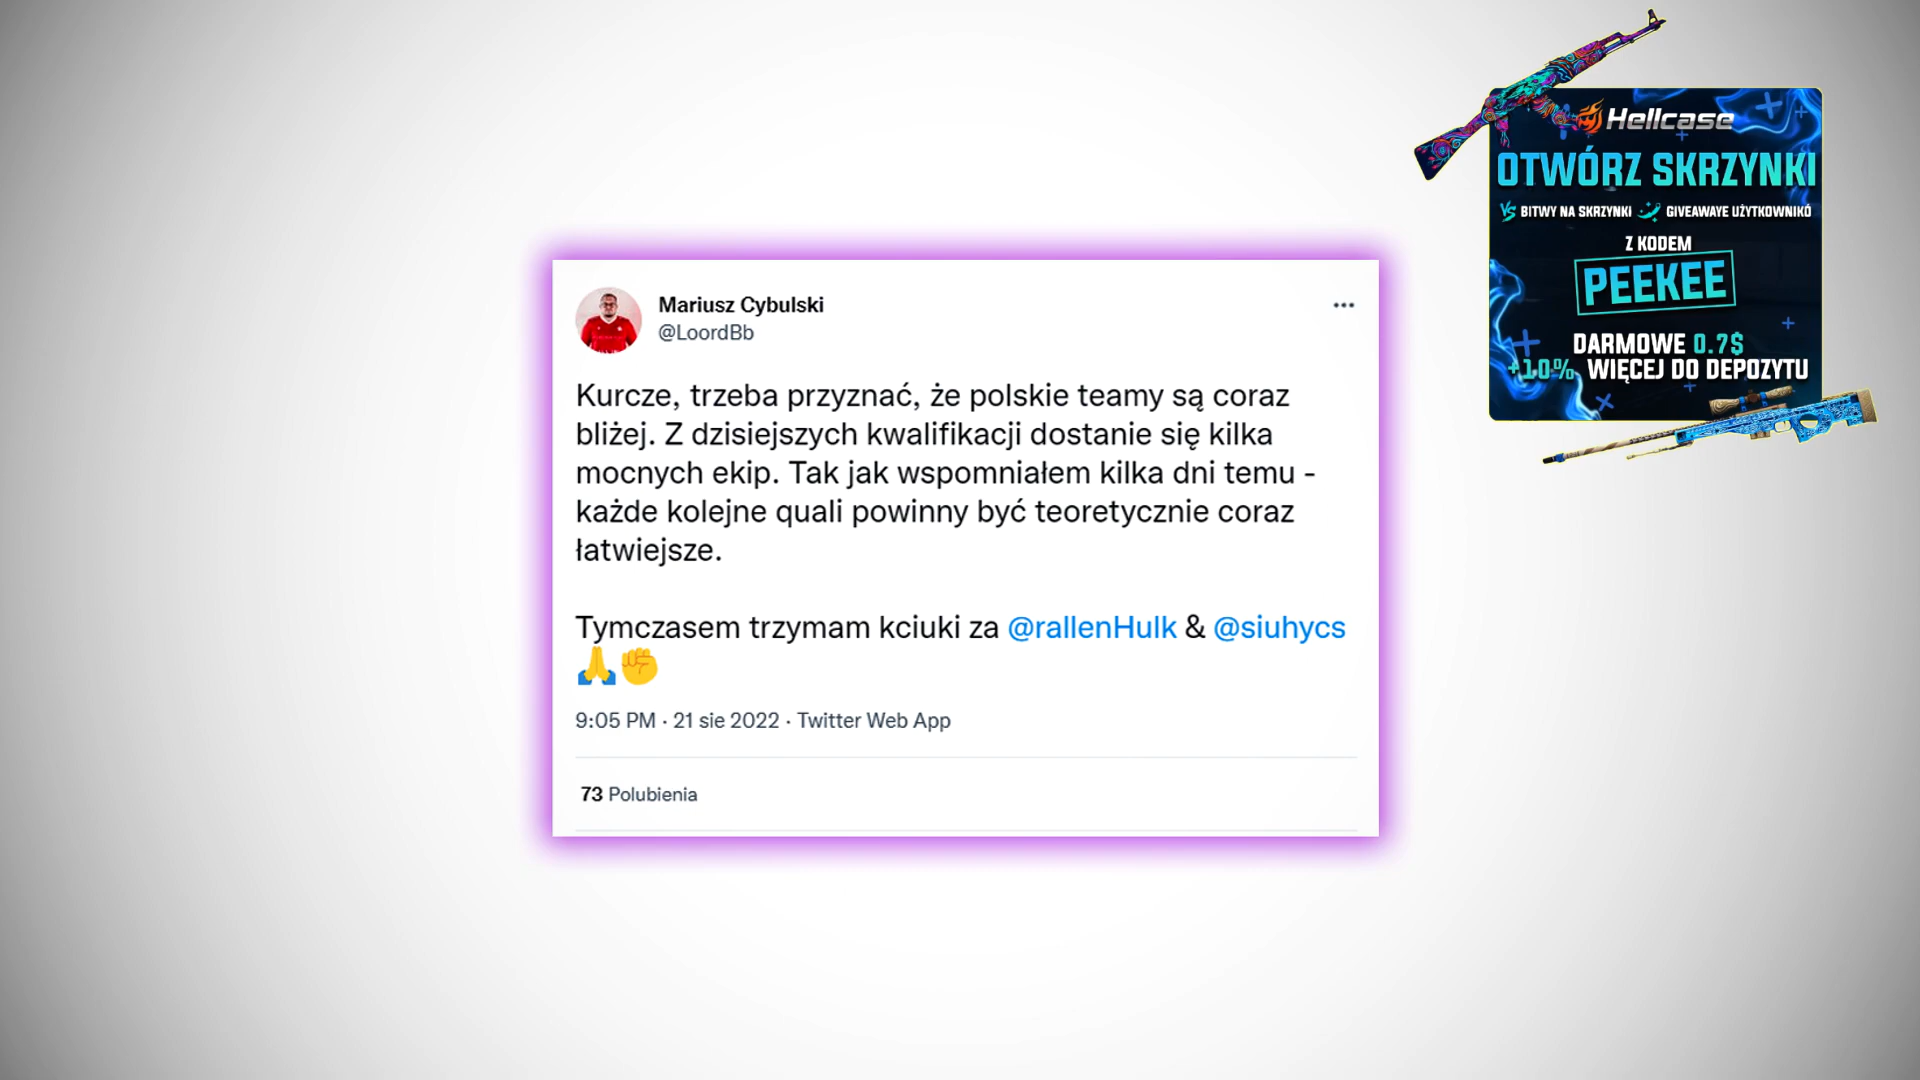 Hellcase
OTWÓRZ SKRZYNKI
VS BITWY NA SKRZYNKI GIVEAWAYE UŻYTKOWNIKÓ
Z KODEM
PEEKEE
DARMOWE 0.7$
+10% WIĘCEJ DO DEPOZYTU
Mariusz Cybulski
@LoordBb
Kurcze, trzeba przyznać, że polskie teamy są coraz
bliżej. Z dzisiejszych kwalifikacji dostanie się kilka
mocnych ekip. Tak jak wspomniałem kilka dni temu -
każde kolejne quali powinny być teoretycznie coraz
łatwiejsze.
Tymczasem trzymam kciuki za @rallenHulk & @siuhycs
🙏✊
9:05 PM · 21 sie 2022 · Twitter Web App
73 Polubienia